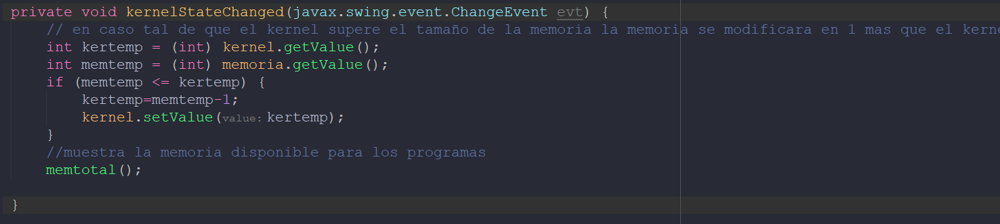 private void kernelStateChanged(javax.swing.event.ChangeEvent evt) {
// en caso tal de que el kernel supere el tamaño de la memoria la memoria se modificara en 1 mas que el
int kertemp = (int) kernel.getValue();
int memtemp = (int) memoria.getValue();
if (memtemp <= kertemp) {
kertemp=memtemp-1;
kernel.setValue(value: kertemp);
}
//muestra la memoria disponible para los programas
memtotal();
}